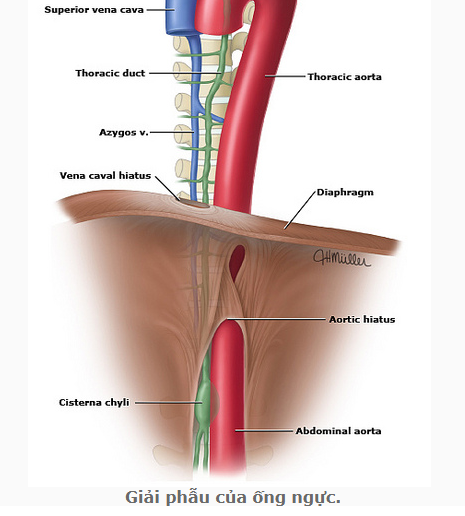 Superior vena cava
Thoracic duct
Thoracic aorta
Azygos v.
Vena caval hiatus
Diaphragm
JHMüller
Aortic hiatus
Cisterna chyli
Abdominal aorta
Giải phẫu của ống ngực.